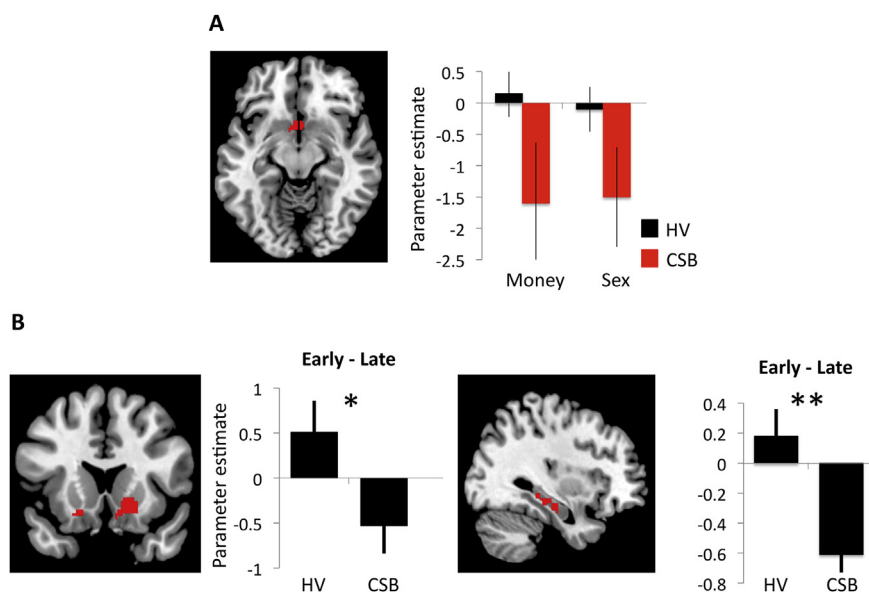 A
Parameter estimate
0.5
0
-0.5
-1
-1.5
-2
-2.5
Money Sex
HV
CSB
B
Early - Late
Parameter estimate
1
0.5
0
-0.5
-1
*
HV CSB
Early - Late
0.4
0.2
0
-0.2
-0.4
-0.6
-0.8
**
HV CSB